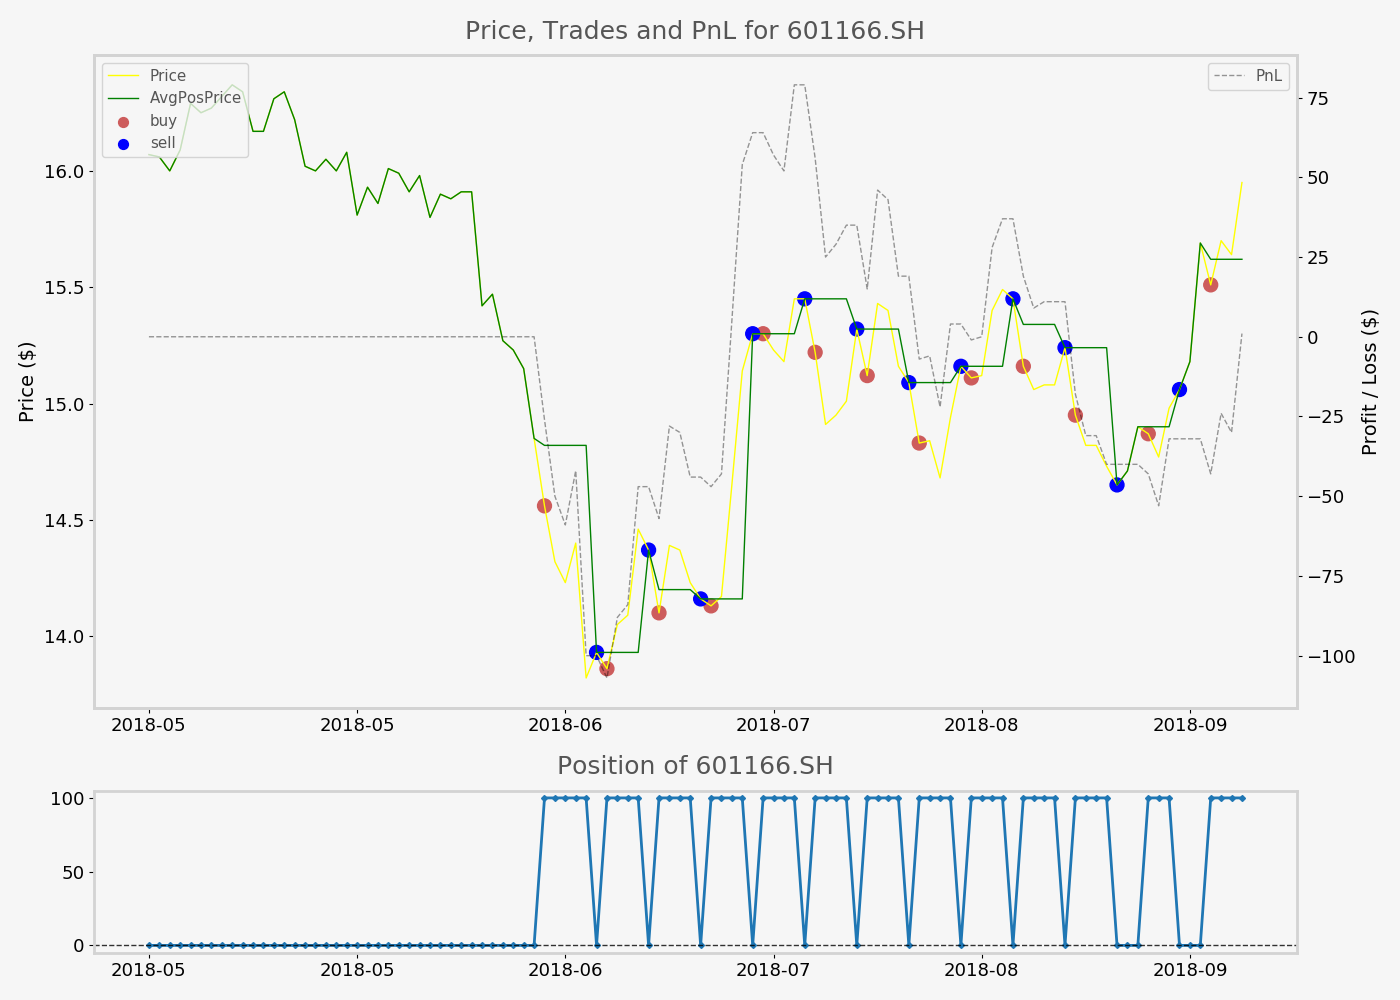 Price, Trades and PnL for 601166.SH
Price
AvgPosPrice
buy
sell
PnL
Price ($)
16.0
15.5
15.0
14.5
14.0
75
50
25
0
−25
−50
−75
−100
Profit / Loss ($)
2018-05 2018-05 2018-06 2018-07 2018-08 2018-09
Position of 601166.SH
100
50
0
2018-05 2018-05 2018-06 2018-07 2018-08 2018-09